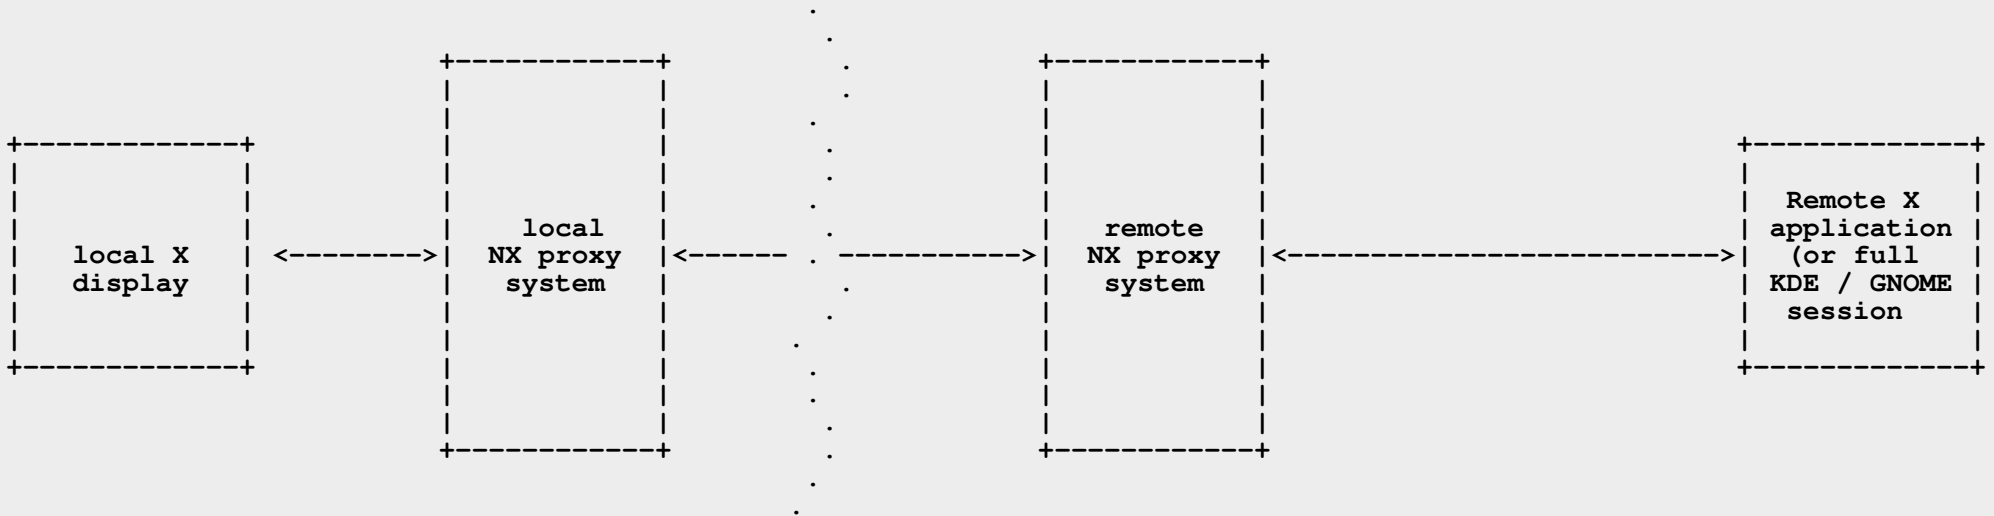 local X
display
local
NX proxy
system
remote
NX proxy
system
Remote X
application
(or full
KDE / GNOME
session